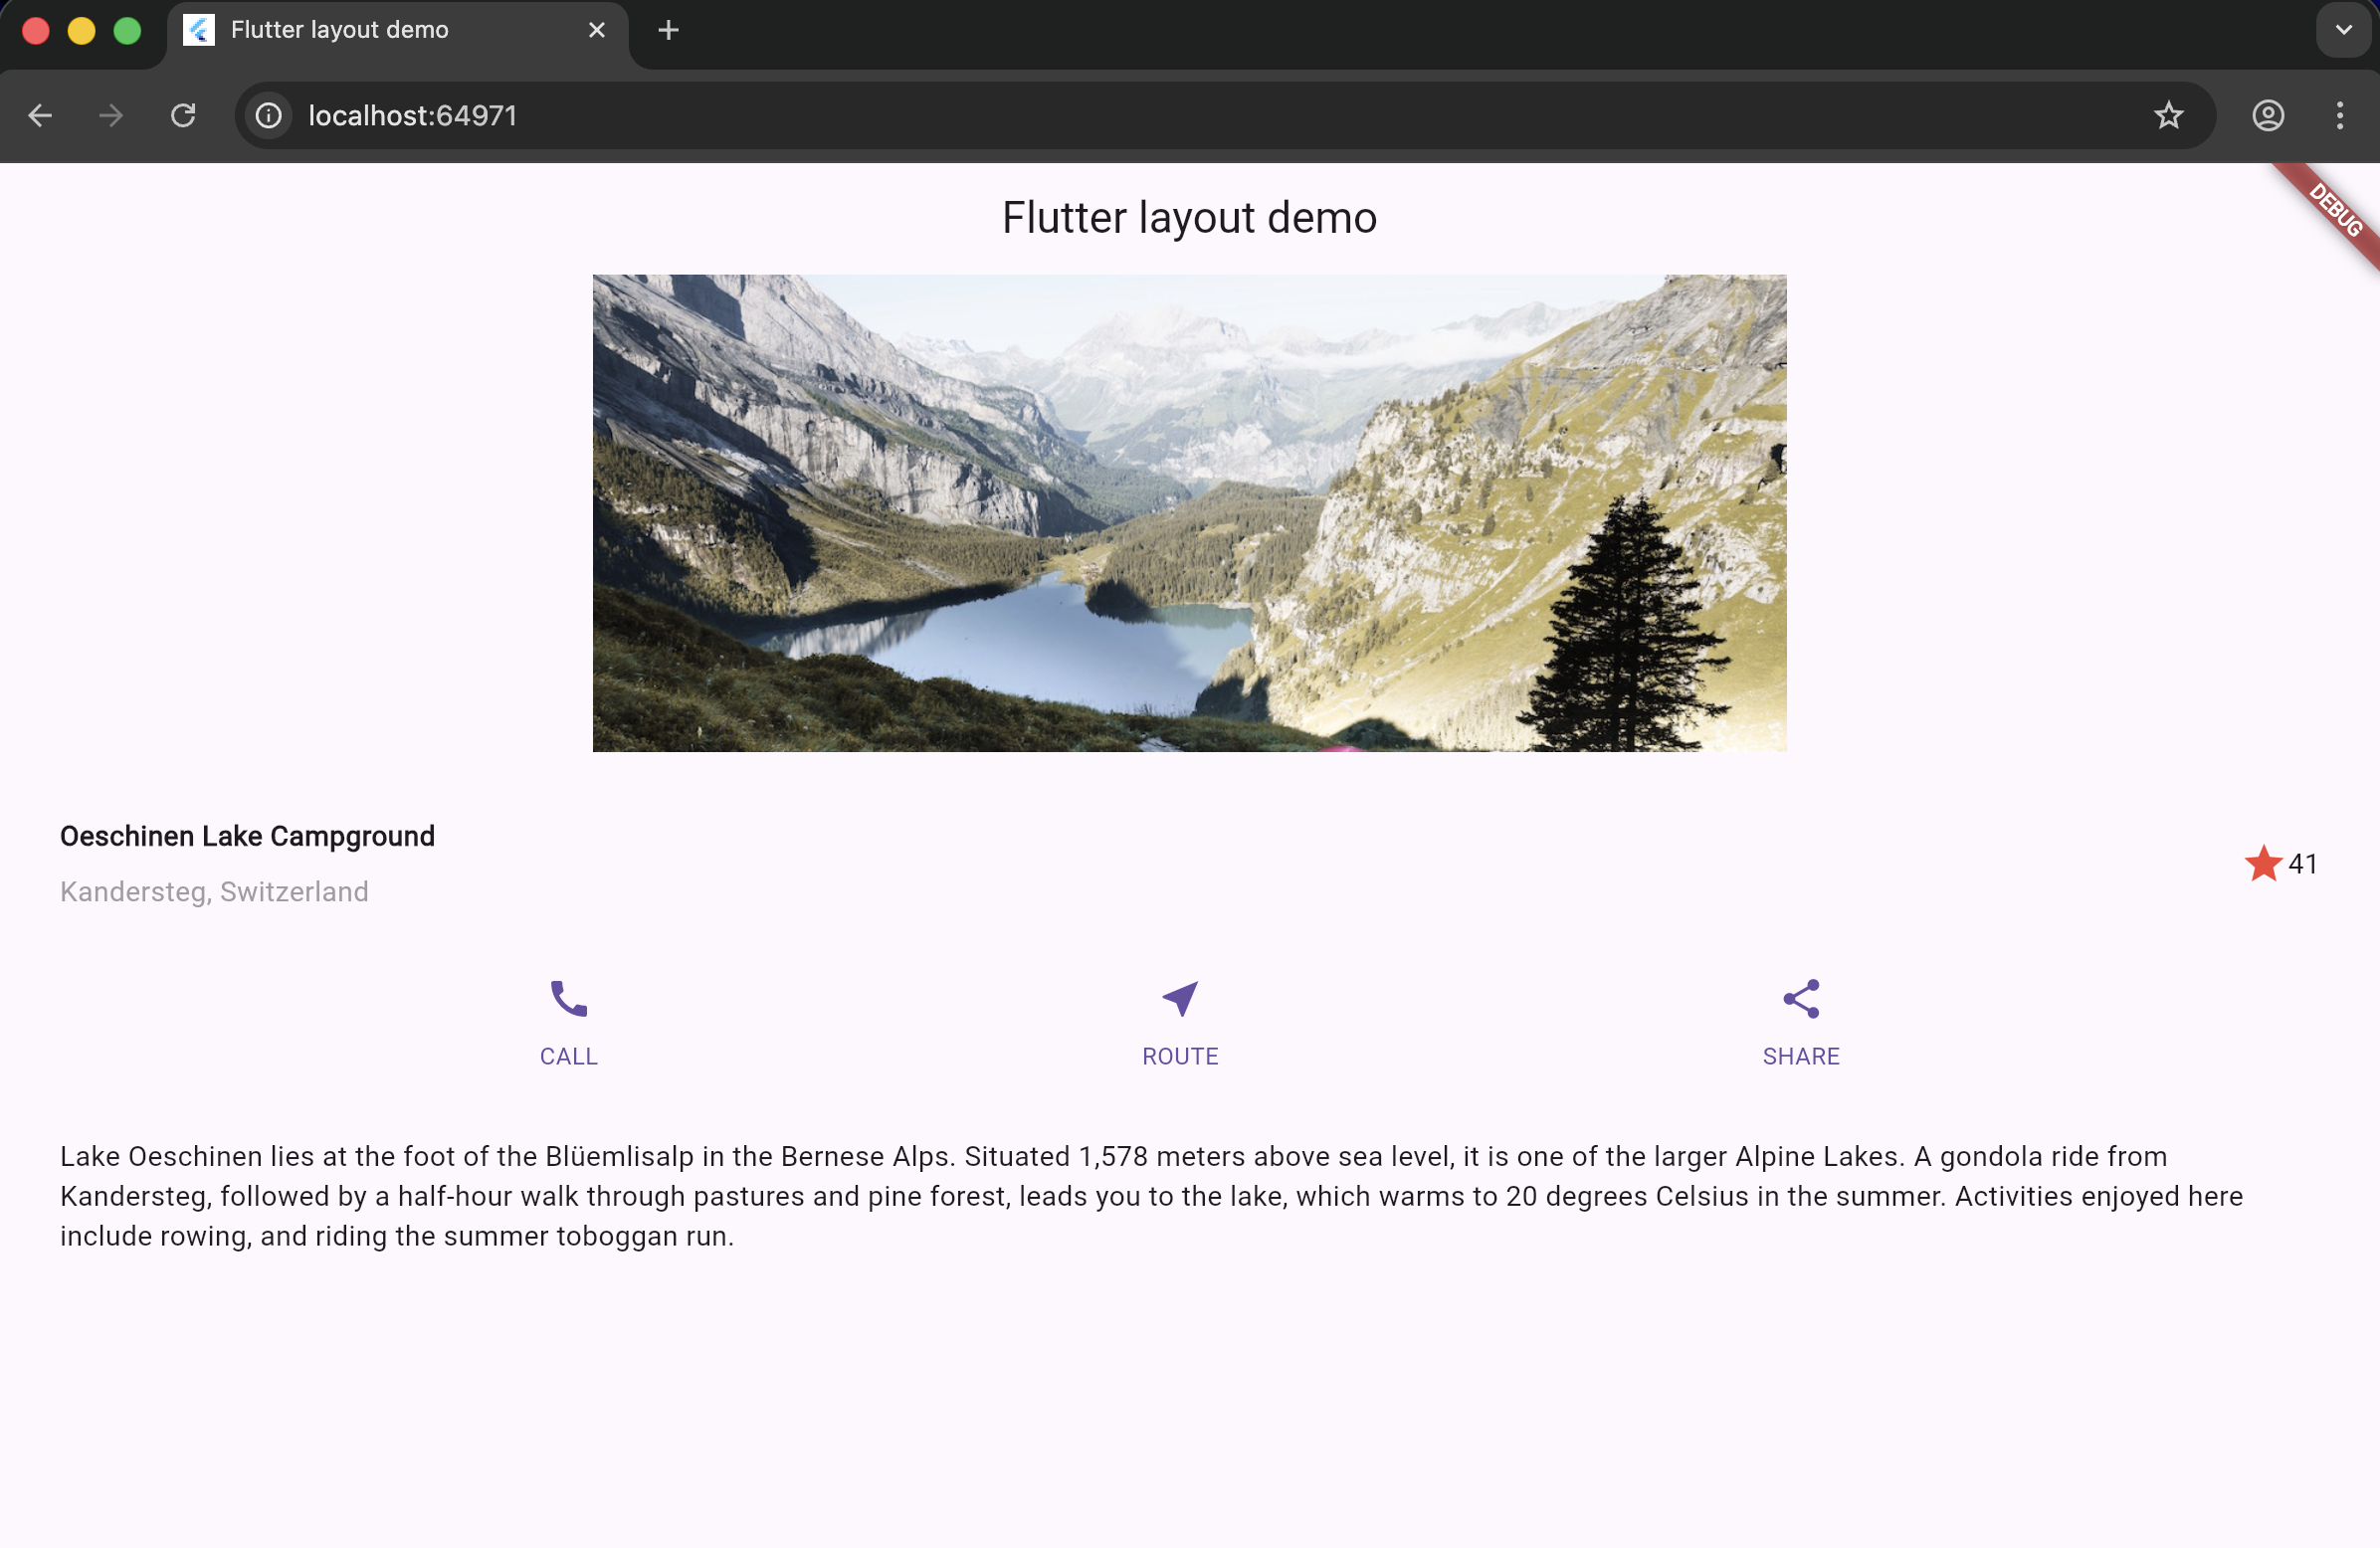 Flutter layout demo
localhost:64971
DEBUG
Flutter layout demo
Oeschinen Lake Campground
Kandersteg, Switzerland
41
CALL
ROUTE
SHARE
Lake Oeschinen lies at the foot of the Blüemlisalp in the Bernese Alps. Situated 1,578 meters above sea level, it is one of the larger Alpine Lakes. A gondola ride from
Kandersteg, followed by a half-hour walk through pastures and pine forest, leads you to the lake, which warms to 20 degrees Celsius in the summer. Activities enjoyed here
include rowing, and riding the summer toboggan run.